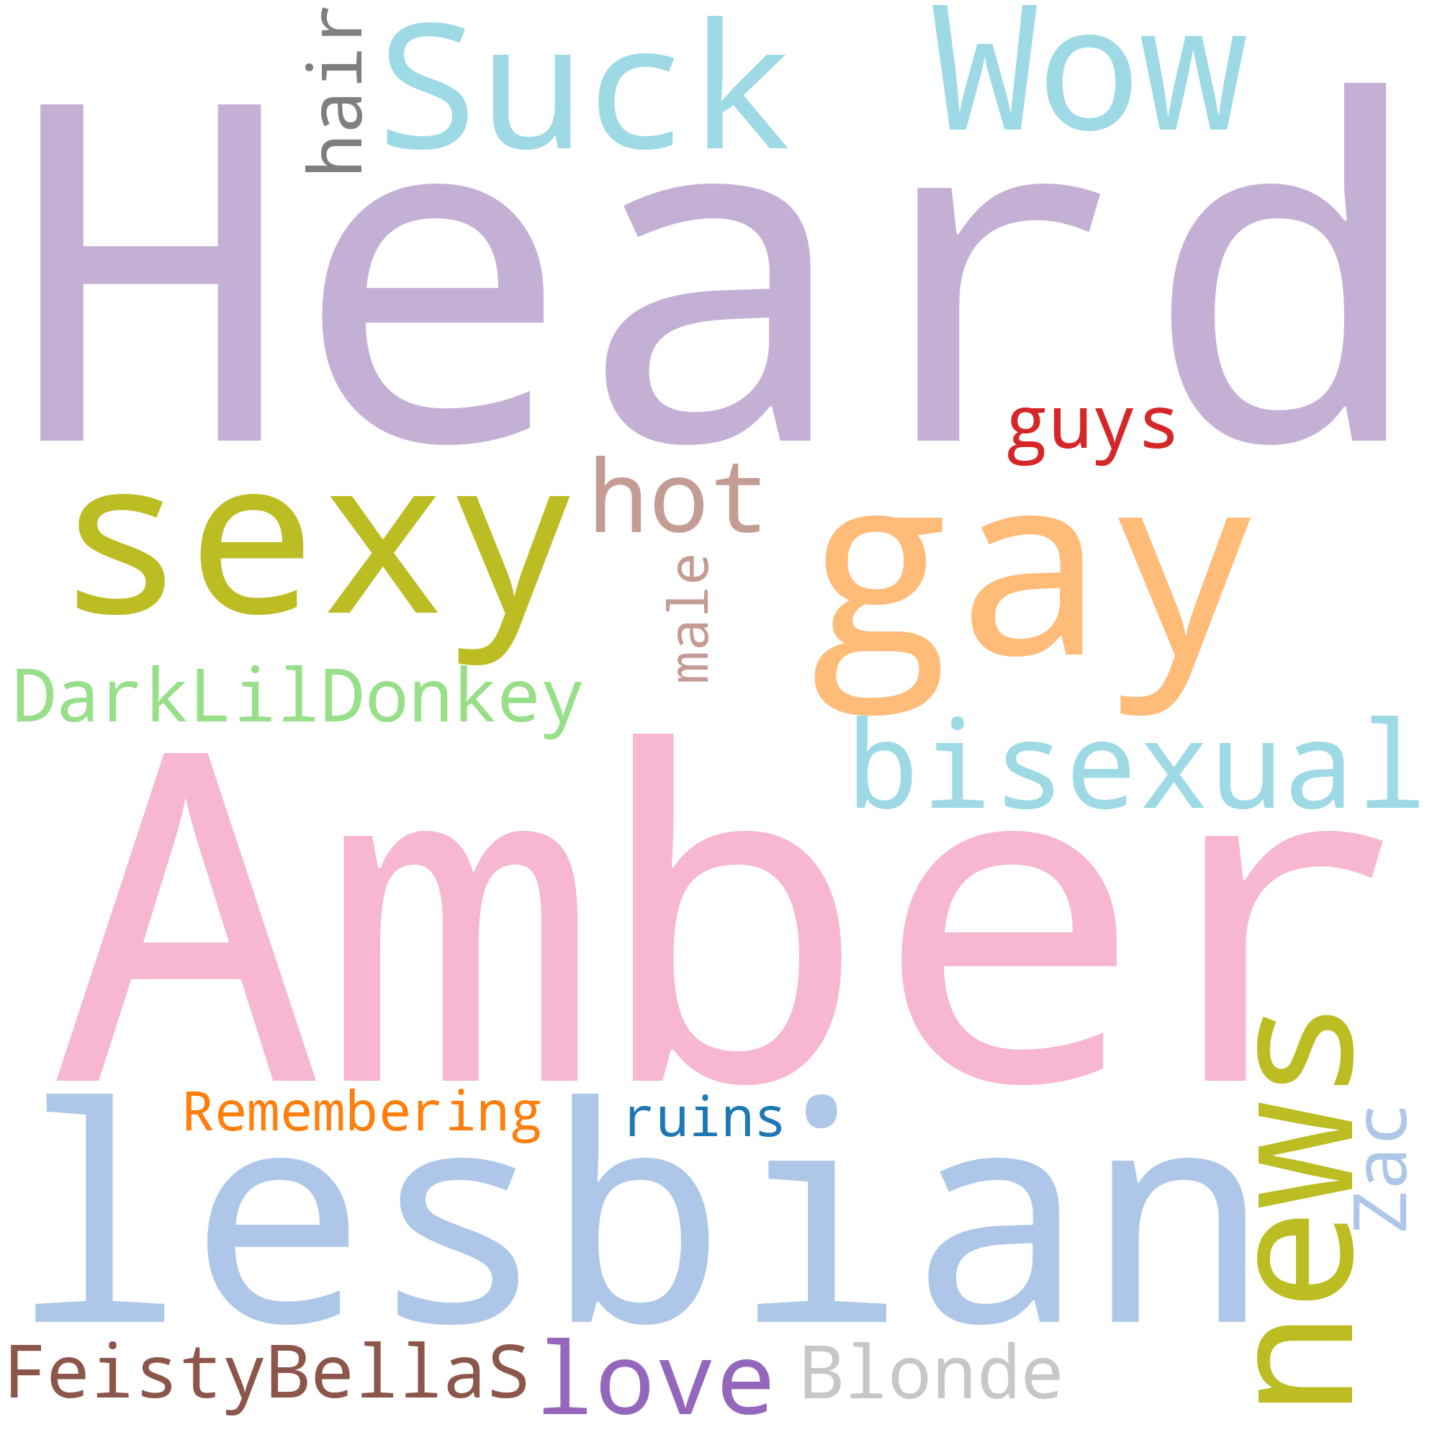 hair
Suck
Wow
Heard
guys
sexy
hot
gay
male
DarkLilDonkey
bisexual
Amber
news
Remembering
ruins
Zac
lesbian
FeistyBellaS
love
Blonde